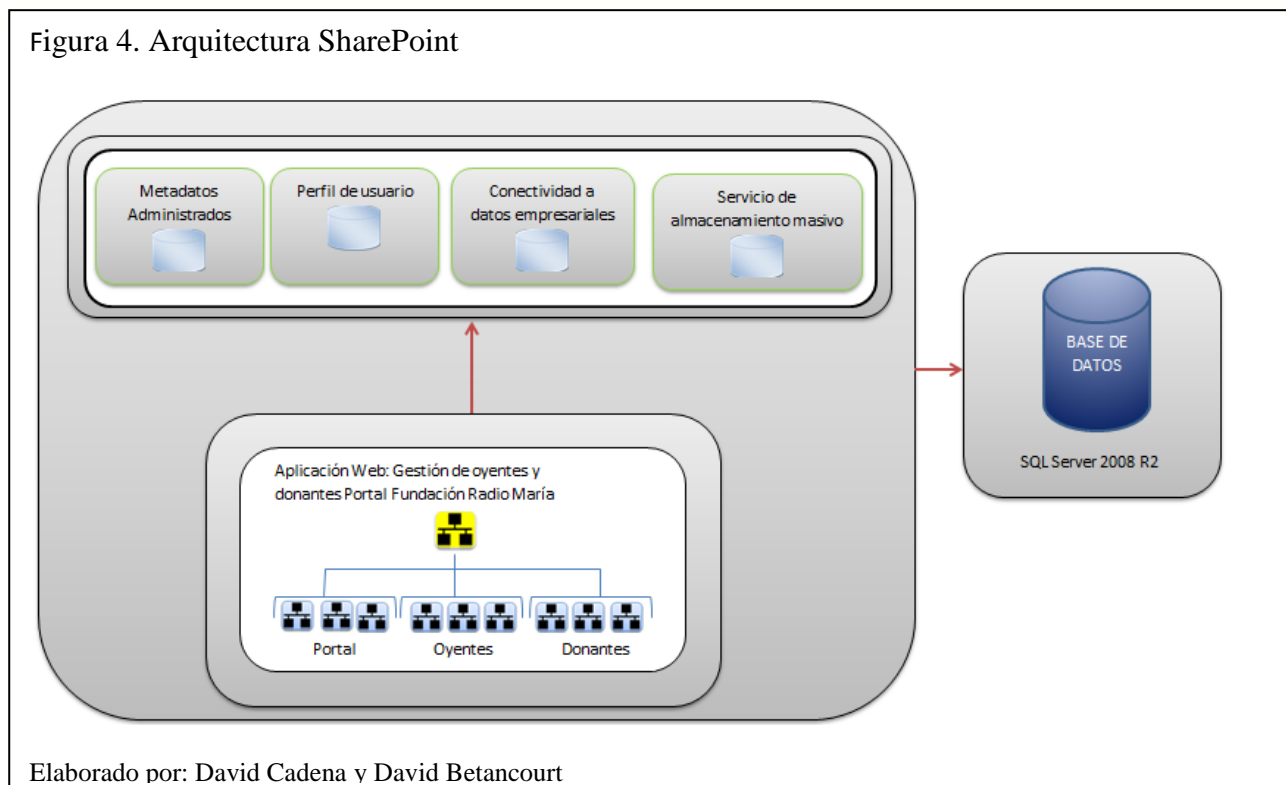 Figura 4. Arquitectura SharePoint
Metadatos
Administrados
Perfil de usuario
Conectividad a
datos empresariales
Servicio de
almacenamiento masivo
BASE DE
DATOS
SQL Server 2008 R2
Aplicación Web: Gestión de oyentes y
donantes Portal Fundación Radio María
Portal
Oyentes
Donantes
Elaborado por: David Cadena y David Betancourt